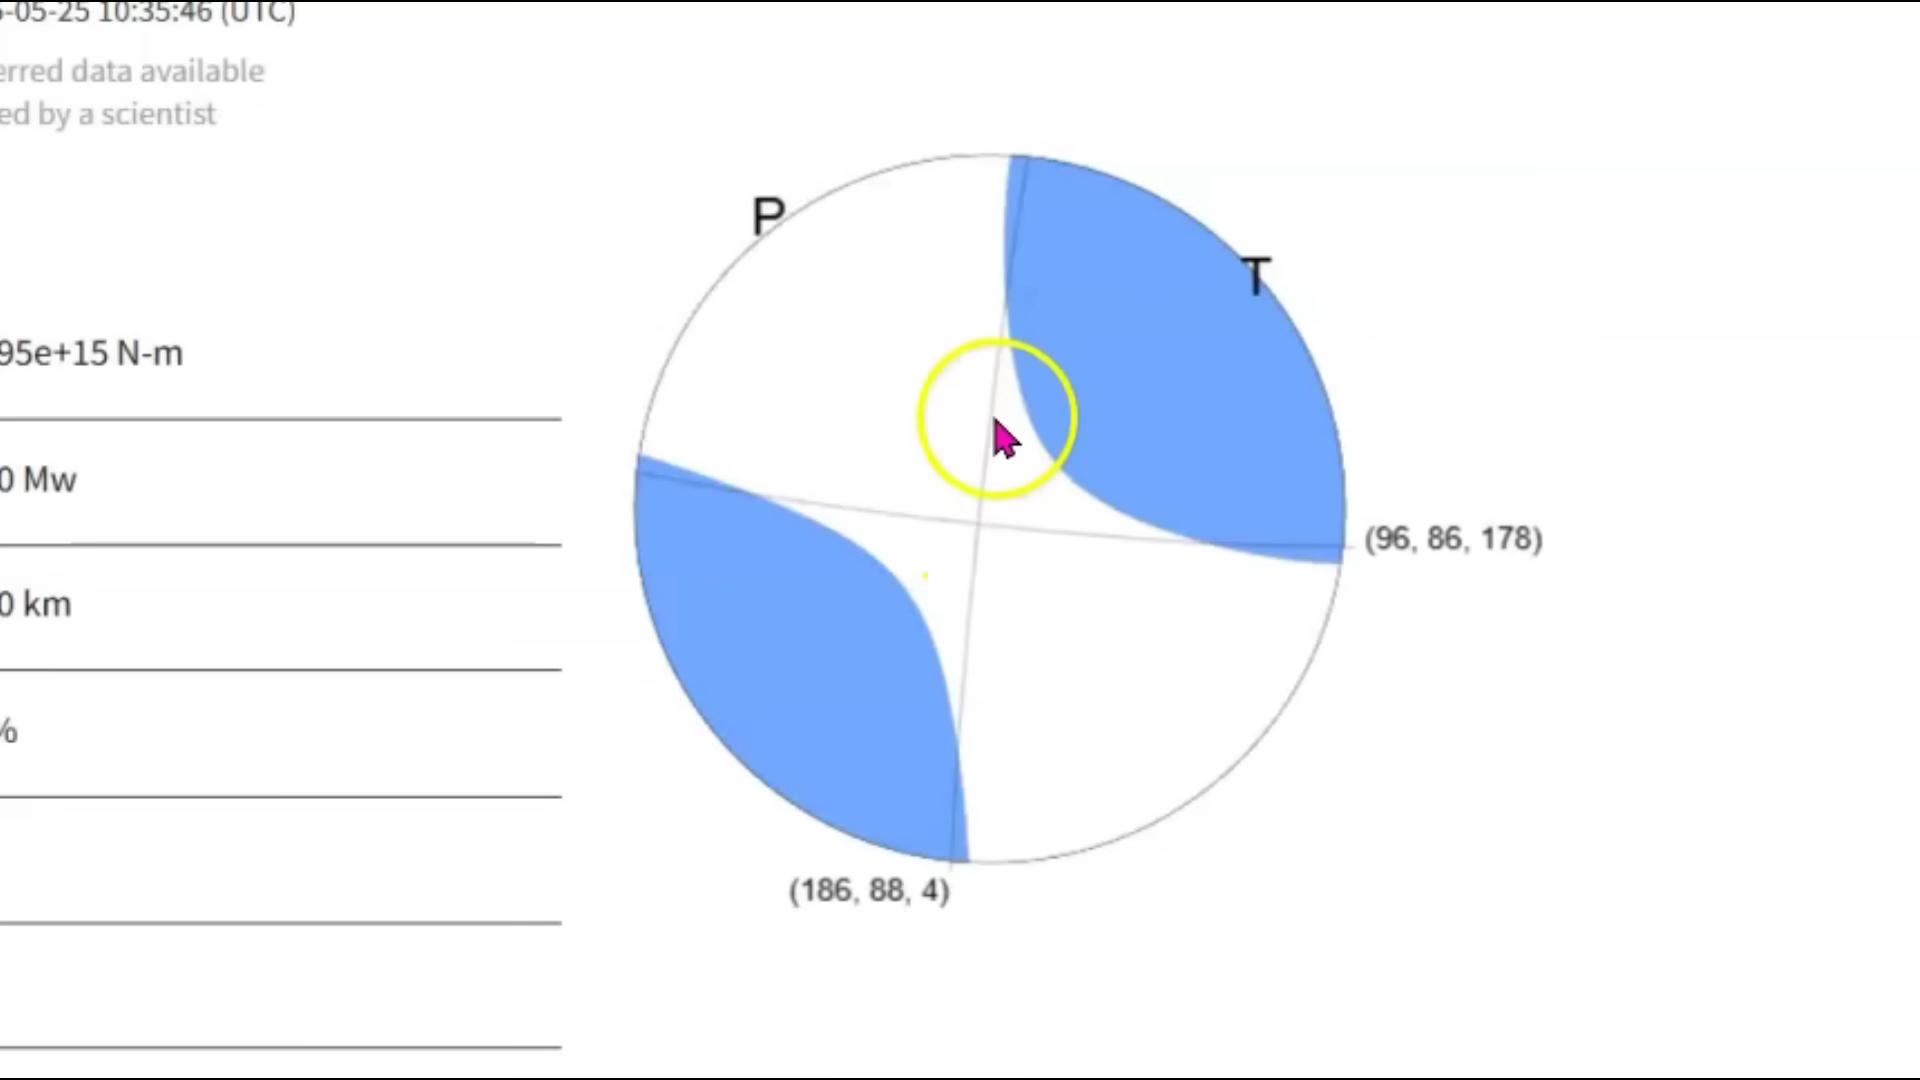 -05-25 10:35:46 (UTC)
erred data available
ed by a scientist
P
T
95e+15 N-m
0 Mw
(96, 86, 178)
0 km
%
(186, 88, 4)